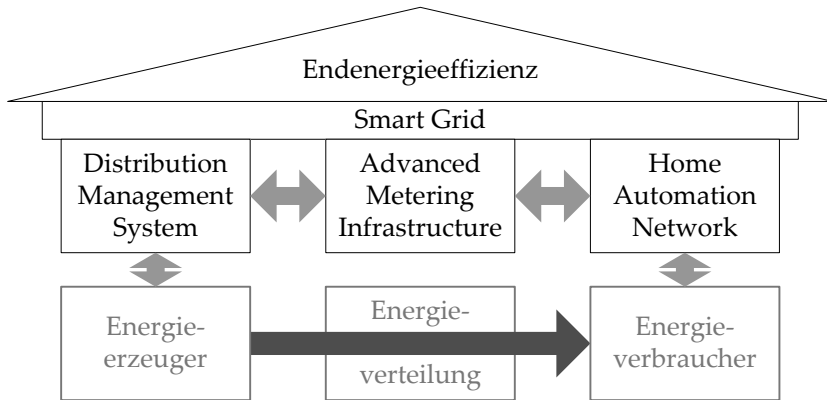 Endenergieeffizienz
Smart Grid
Distribution
Management
System
Advanced
Metering
Infrastructure
Home
Automation
Network
Energie-
erzeuger
Energie-
verteilung
Energie-
verbraucher